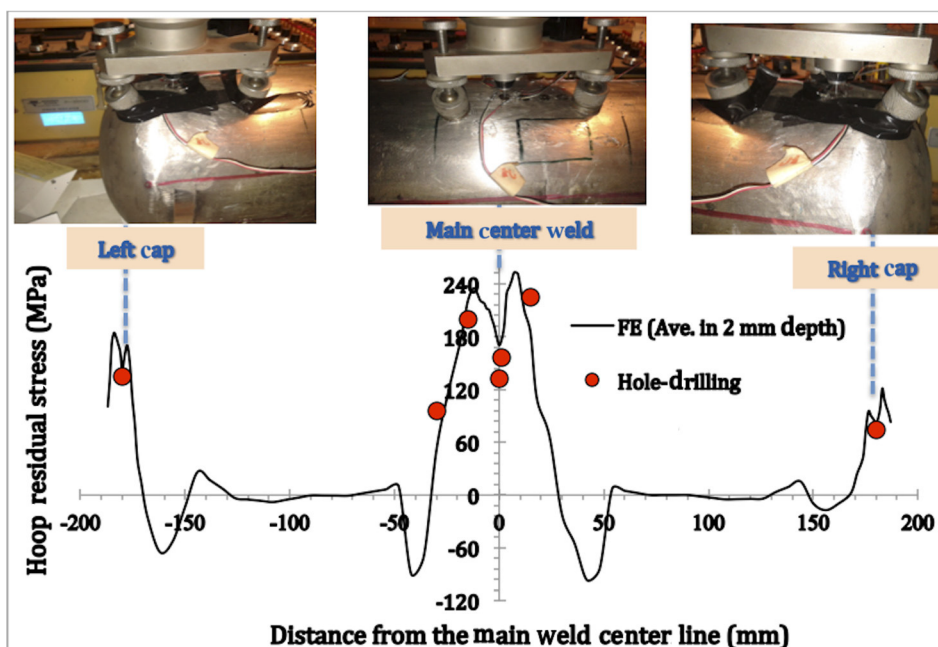 Left cap
Main center weld
Right cap
Hoop residual stress (MPa)
240
180
120
60
0
-60
-120
-200
-150
-100
-50
0
50
100
150
200
FE (Ave. in 2 mm depth)
Hole-drilling
Distance from the main weld center line (mm)